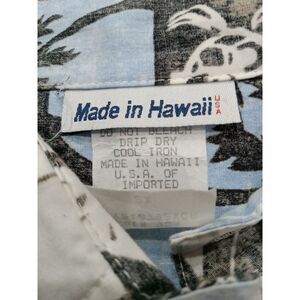 Made in Hawaii USA
DO NOT BLEACH
DRIP DRY
COOL IRON
MADE IN HAWAII
U.S.A. OF
IMPORTED